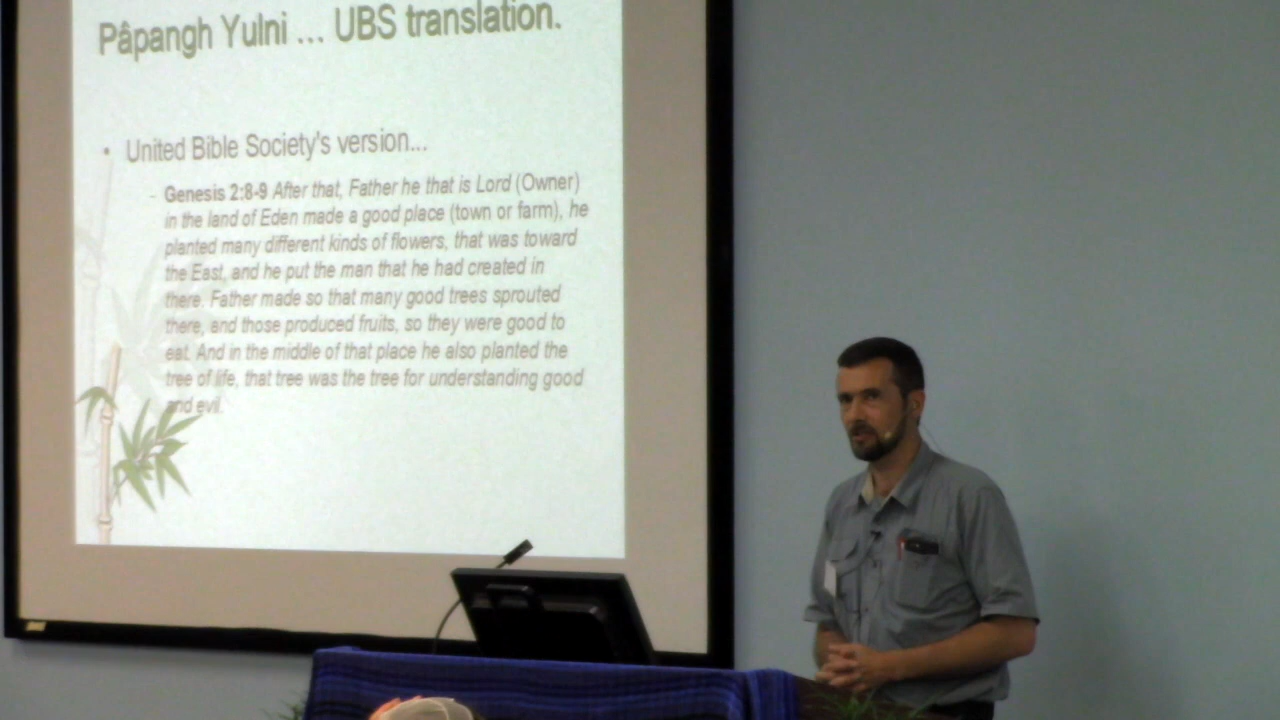 Pâpangh Yulni ... UBS translation.
• United Bible Society's version...
- Genesis 2:8-9 After that, Father he that is Lord (Owner)
in the land of Eden made a good place (town or farm), he
planted many different kinds of flowers, that was toward
the East, and he put the man that he had created in
there. Father made so that many good trees sprouted
there, and those produced fruits, so they were good to
eat. And in the middle of that place he also planted the
tree of life, that tree was the tree for understanding good
and evil.